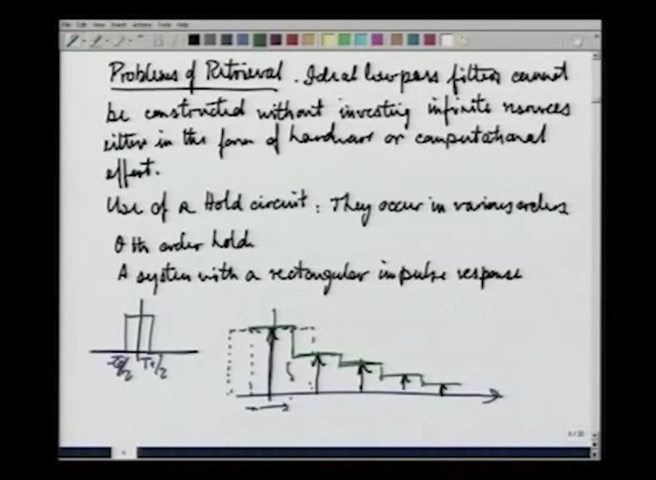 Problems of Retrieval. Ideal lowpass filters cannot
be constructed without investing infinite resources
either in the form of hardware or computational
effort.
Use of a Hold circuit: They occur in various orders
0th order hold
A system with a rectangular impulse response
-T0/2 T0/2